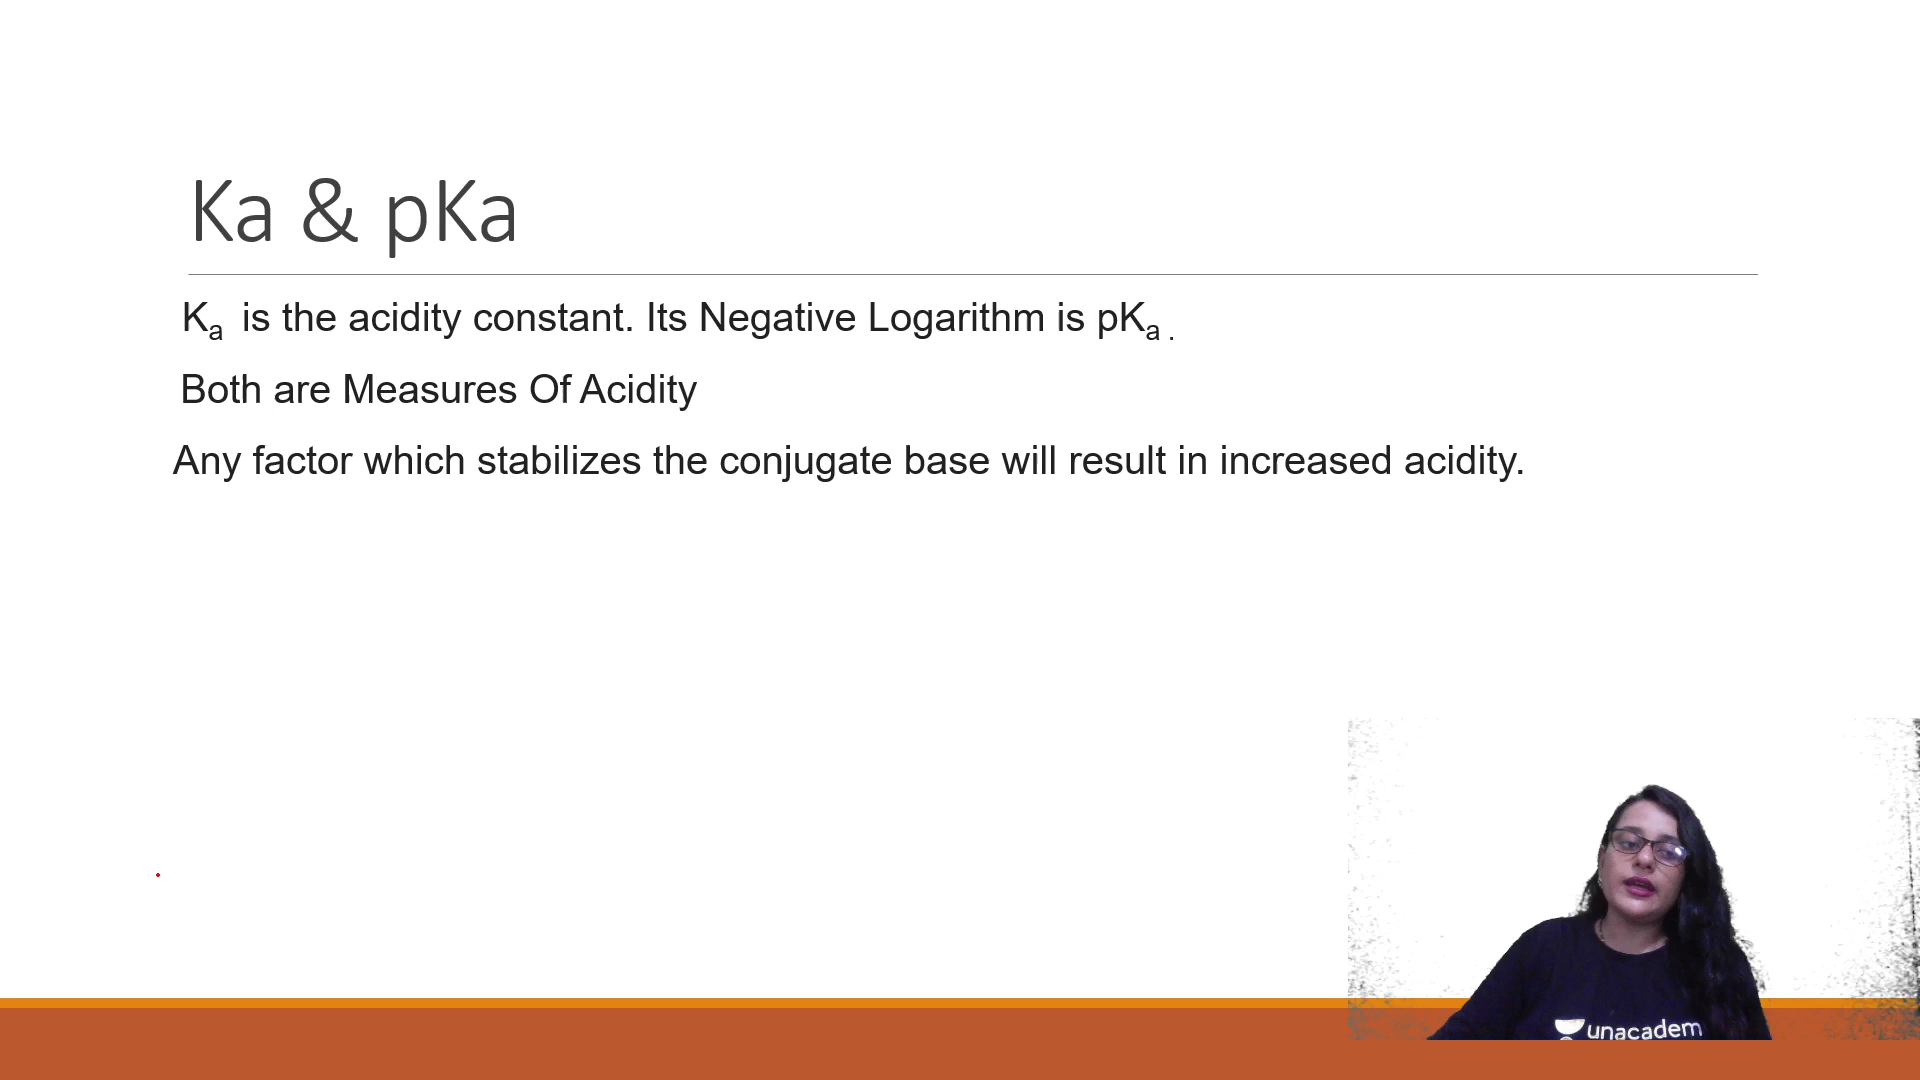 Ka & pKa
Ka is the acidity constant. Its Negative Logarithm is pKa .
Both are Measures Of Acidity
Any factor which stabilizes the conjugate base will result in increased acidity.
unacadem